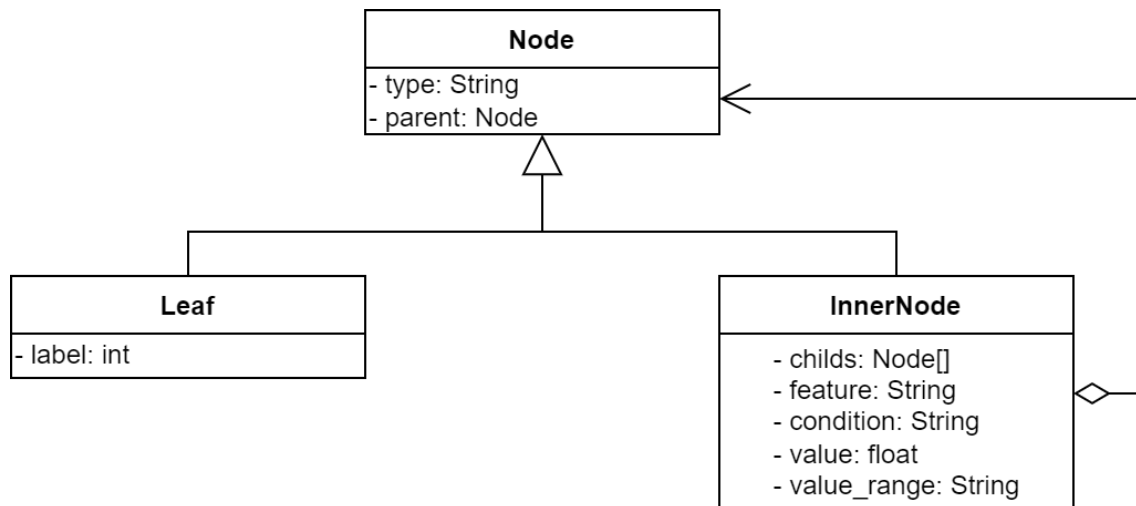 Node
- type: String
- parent: Node
Leaf
- label: int
InnerNode
- childs: Node[]
- feature: String
- condition: String
- value: float
- value_range: String